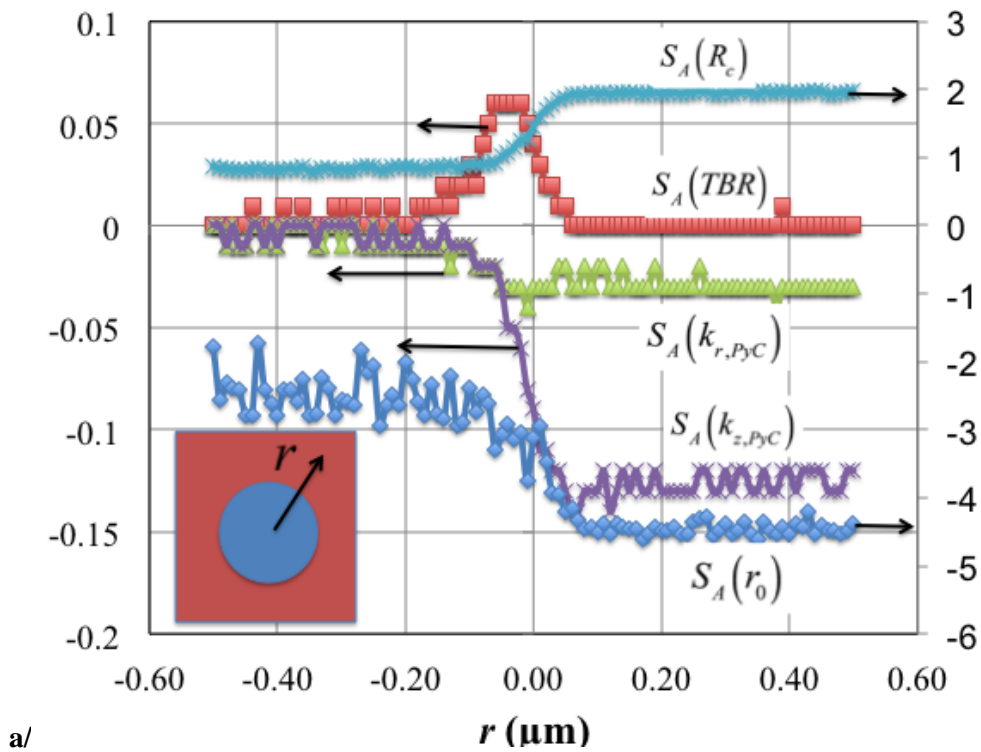 0.1
0.05
0
-0.05
-0.1
-0.15
-0.2
3
2
1
0
-1
-2
-3
-4
-5
-6
S_A(R_c)
S_A(TBR)
S_A(k_{r,PyC})
S_A(k_{z,PyC})
S_A(r_0)
r
-0.60 -0.40 -0.20 0.00 0.20 0.40 0.60
r (µm)
a/